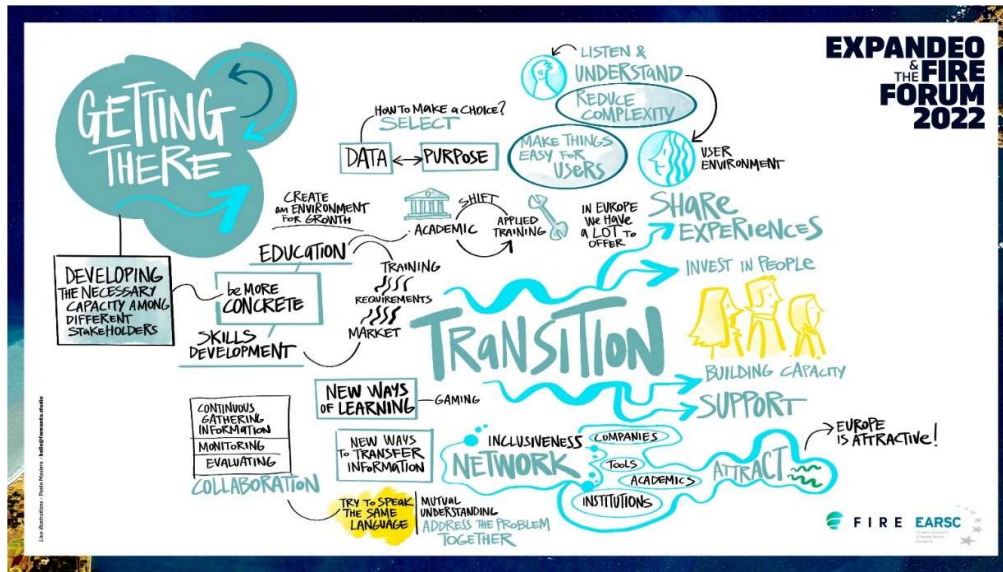 EXPANDEO
& THE FIRE
FORUM
2022
GETTING
THERE
DEVELOPING
THE NECESSARY
CAPACITY AMONG
DIFFERENT
STAKEHOLDERS
be MORE
CONCRETE
EDUCATION
SKILLS
DEVELOPMENT
CREATE
an ENVIRONMENT
FOR GROWTH
ACADEMIC
SHIFT
APPLIED
TRAINING
TRAINING
REQUIREMENTS
MARKET
HOW TO MAKE a CHOICE?
SELECT
DATA
PURPOSE
LISTEN &
UNDERSTAND
REDUCE
COMPLEXITY
MAKE THINGS
EASY FOR
USERS
USER
ENVIRONMENT
IN EUROPE
WE HAVE
A LOT TO
OFFER
SHARE
EXPERIENCES
INVEST IN PEOPLE
TRANSITION
BUILDING CAPACITY
SUPPORT
NEW WAYS
OF LEARNING
GAMING
NEW WAYS
TO TRANSFER
INFORMATION
CONTINUOUS
GATHERING
INFORMATION
MONITORING
EVALUATING
COLLABORATION
TRY TO SPEAK
THE SAME
LANGUAGE
MUTUAL
UNDERSTANDING
ADDRESS THE PROBLEM
TOGETHER
INCLUSIVENESS
NETWORK
COMPANIES
TOOLS
ACADEMICS
INSTITUTIONS
ATTRACT
EUROPE
IS ATTRACTIVE!
FIRE EARSC